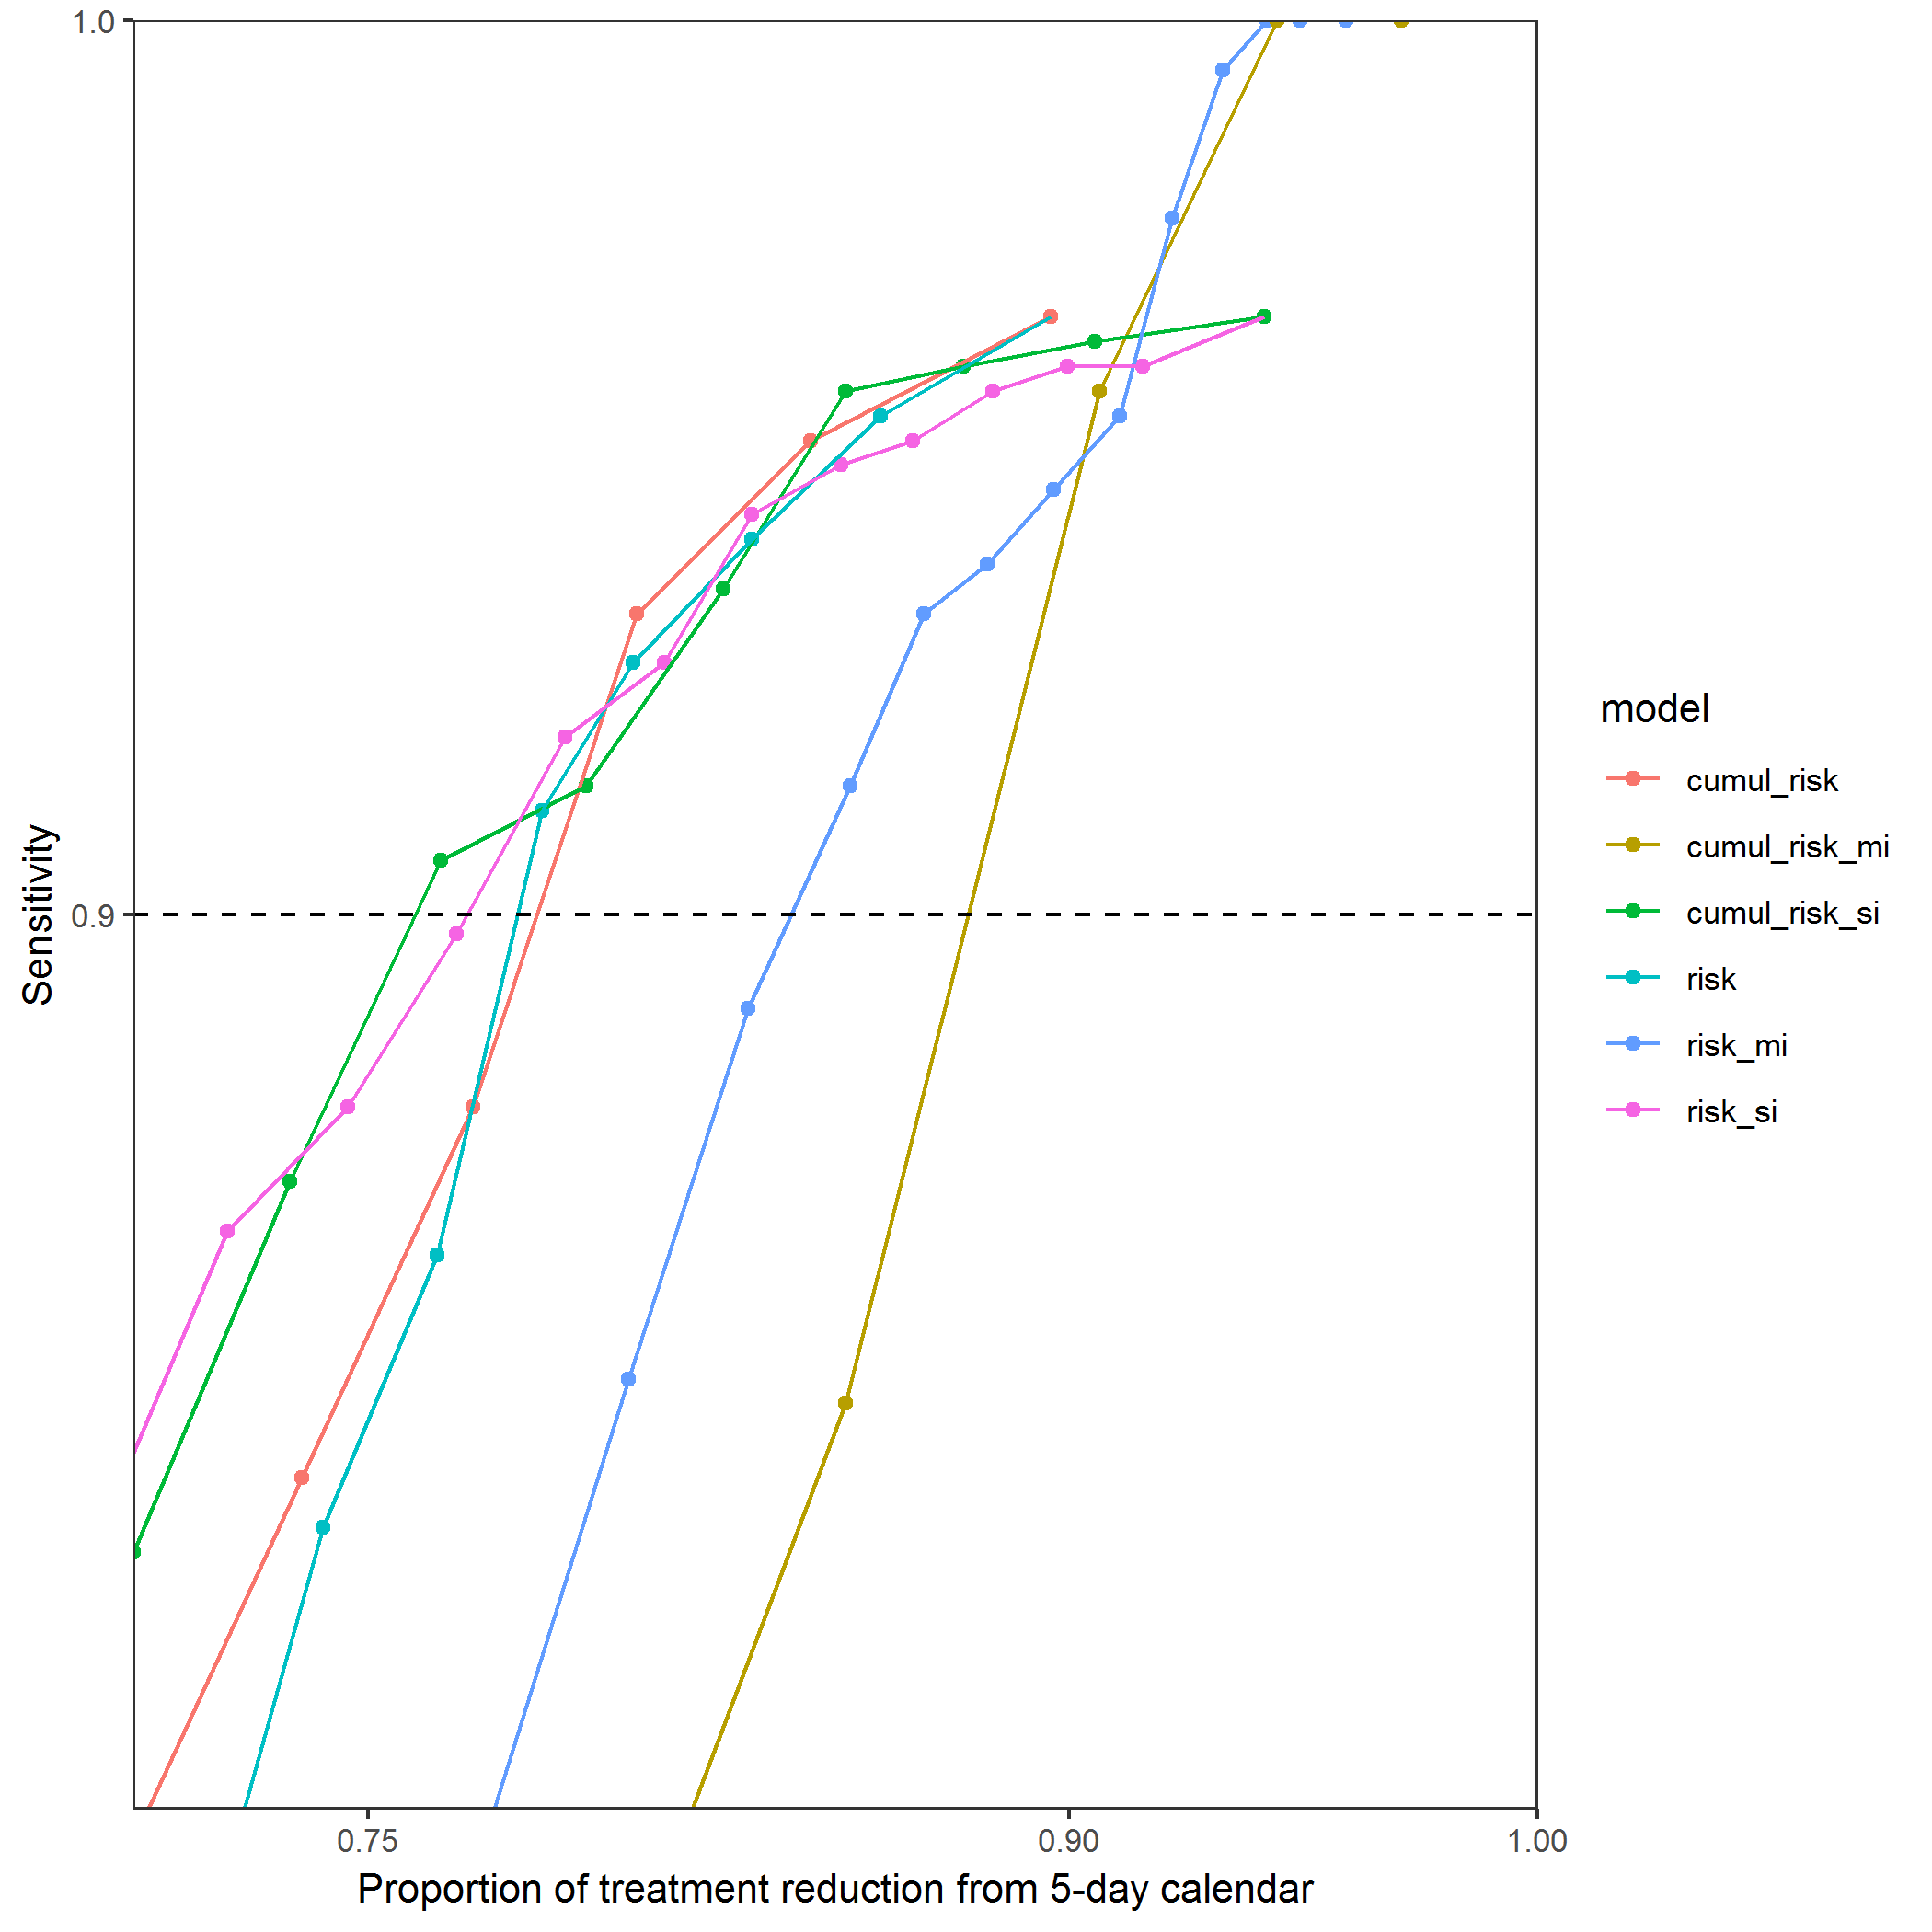 1.0
0.9
Sensitivity
0.75
0.90
1.00
Proportion of treatment reduction from 5-day calendar
model
cumul_risk
cumul_risk_mi
cumul_risk_si
risk
risk_mi
risk_si